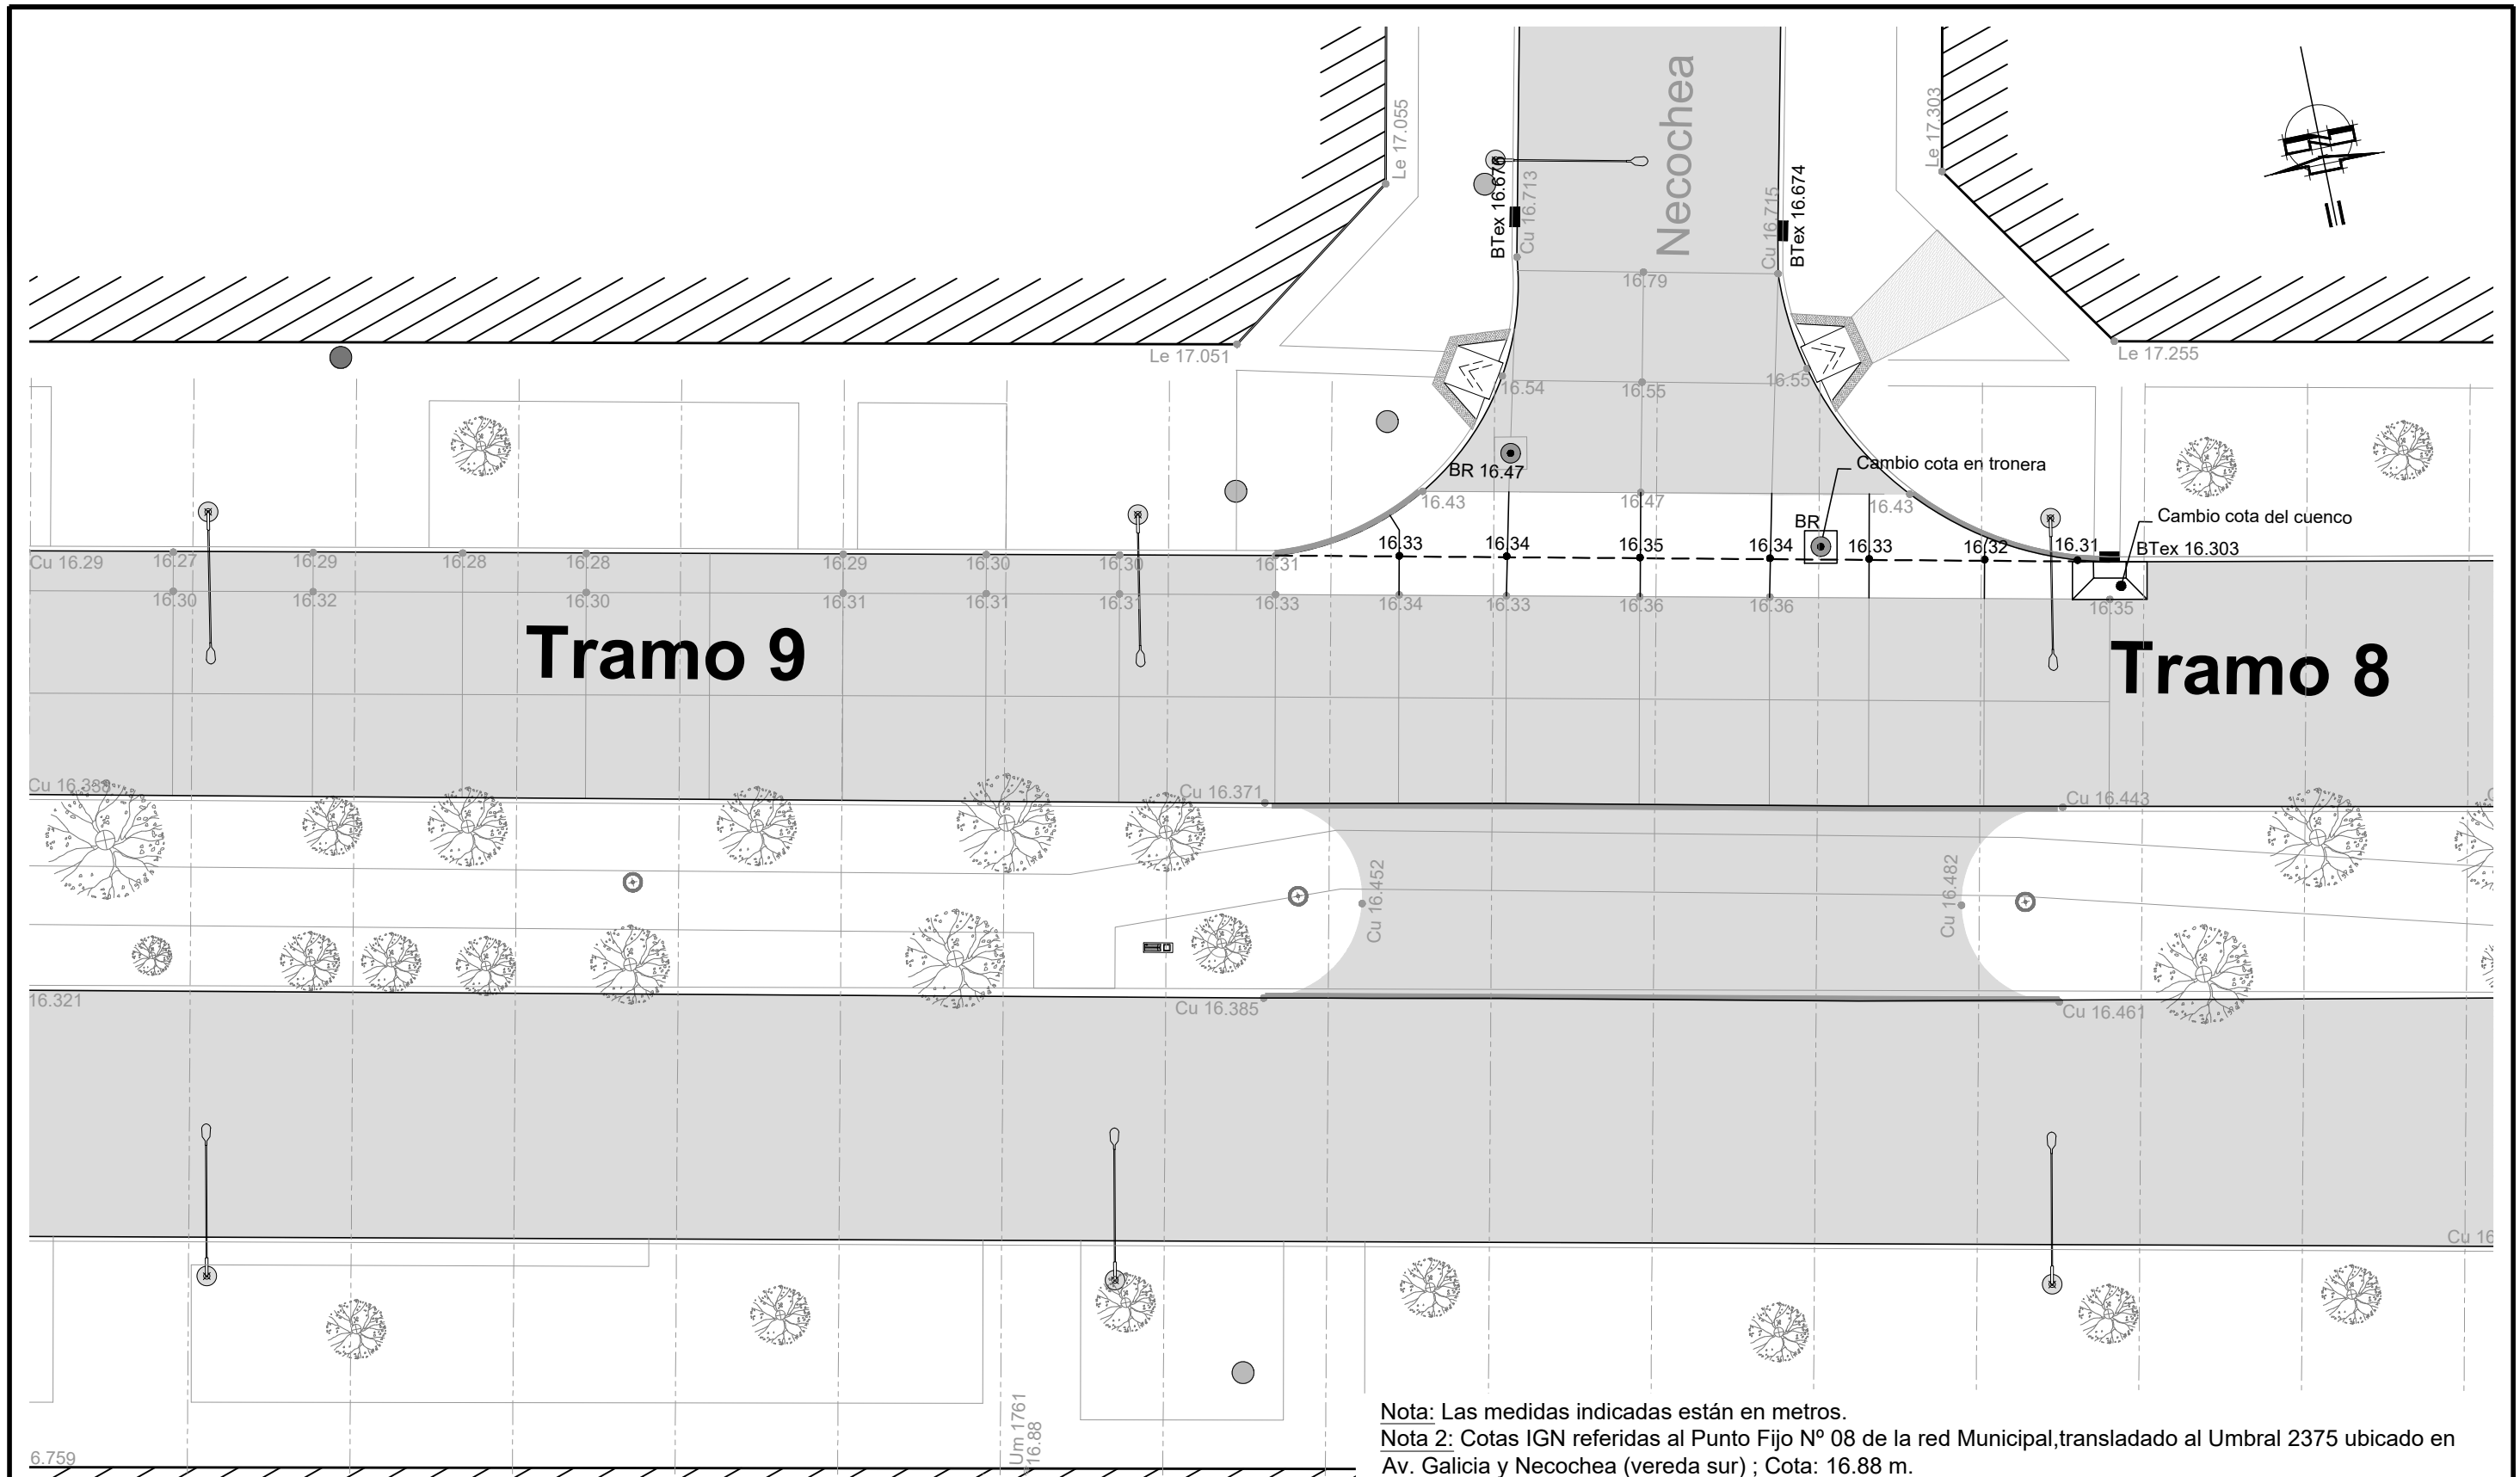 Necochea
Le 17.055
Le 17.303
Cu 16.713
Cu 16.715
BTex 16.674
16.79
Le 17.051
Le 17.255
16.54
16.55
16.55
BR 16.47
Cambio cota en tronera
16.43
16.47
16.43
BR
Cambio cota del cuenco
16.33
16.34
16.35
16.34
16.33
16.32
16.31
BTex 16.303
Cu 16.29
16.27
16.29
16.28
16.28
16.29
16.30
16.30
16.31
16.30
16.32
16.30
16.31
16.31
16.31
16.33
16.34
16.33
16.36
16.36
16.35
Tramo 9
Tramo 8
Cu 16.338
Cu 16.371
Cu 16.443
Cu 16.452
Cu 16.482
16.321
Cu 16.385
Cu 16.461
Cu 16
Um 1761
16.88
6.759
Nota: Las medidas indicadas están en metros.
Nota 2: Cotas IGN referidas al Punto Fijo Nº 08 de la red Municipal,transladado al Umbral 2375 ubicado en
Av. Galicia y Necochea (vereda sur) ; Cota: 16.88 m.